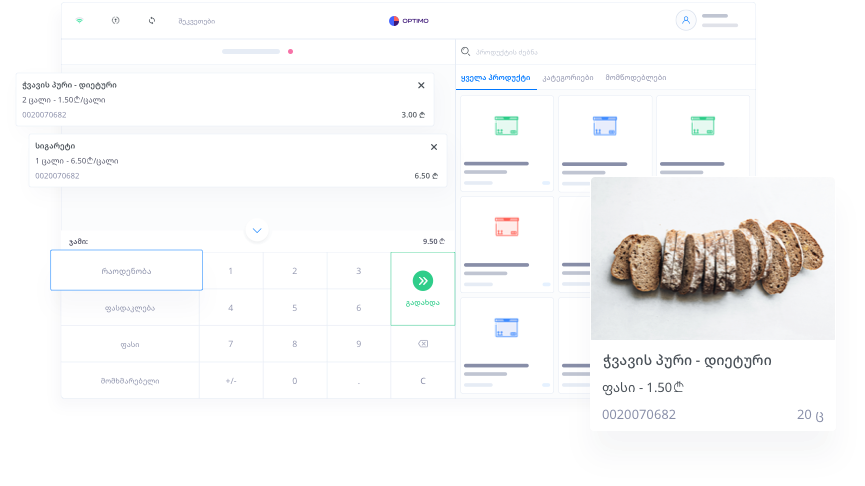 შეკვეთები
OPTIMO
პროდუქტის ძებნა
ყველა პროდუქტი კატეგორიები მომწოდებლები
ჭვავის პური - დიეტური
2 ცალი - 1.50₾/ცალი
0020070682 3.00 ₾
სიგარეტი
1 ცალი - 6.50₾/ცალი
0020070682 6.50 ₾
ჯამი: 9.50 ₾
რაოდენობა 1 2 3
გადახდა
ფასდაკლება 4 5 6
ფასი 7 8 9
მომხმარებელი +/- 0 . C
ჭვავის პური - დიეტური
ფასი - 1.50₾
0020070682 20 ც